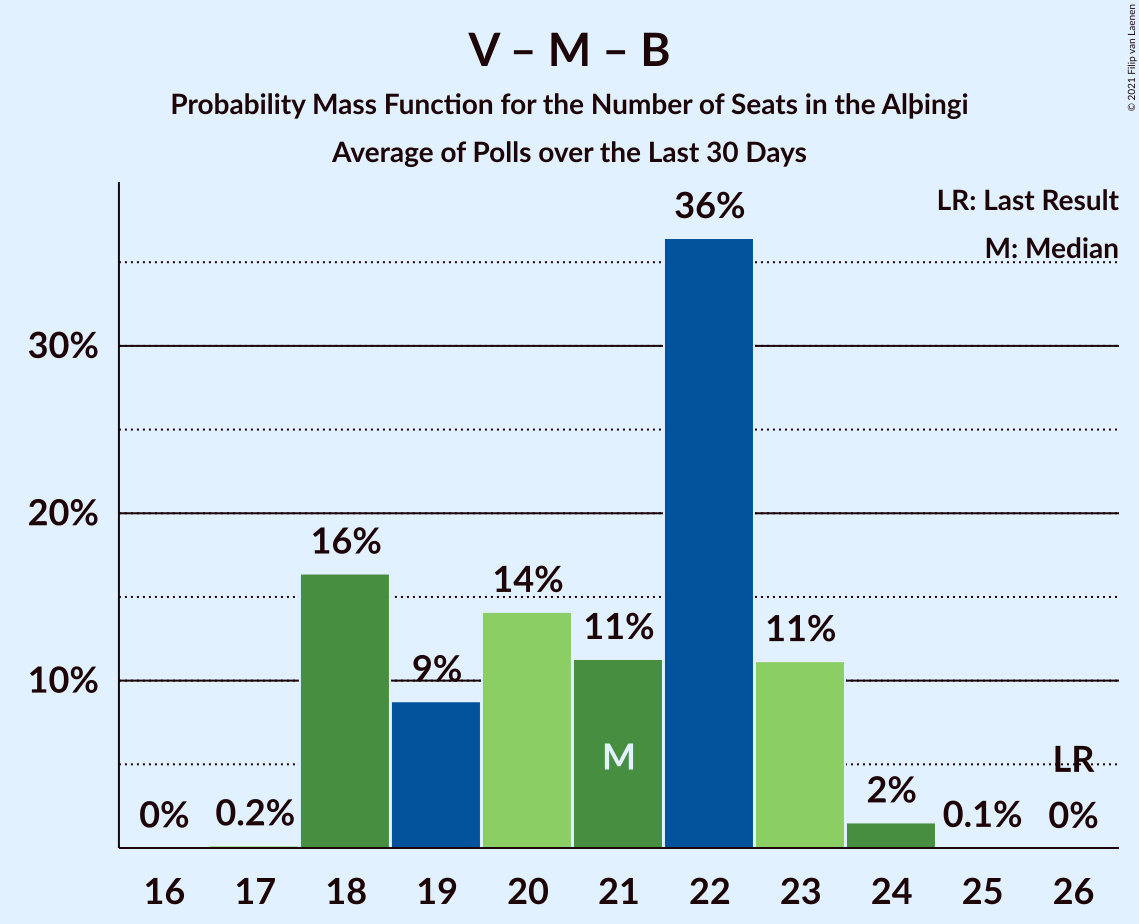 V – M – B
Probability Mass Function for the Number of Seats in the Alþingi
Average of Polls over the Last 30 Days
© 2021 Filip van Laenen
LR: Last Result
M: Median
36%
30%
20%
16%
14%
11%
11%
9%
10%
M
LR
2%
0%
0.2%
0.1%
0%
16 17 18 19 20 21 22 23 24 25 26